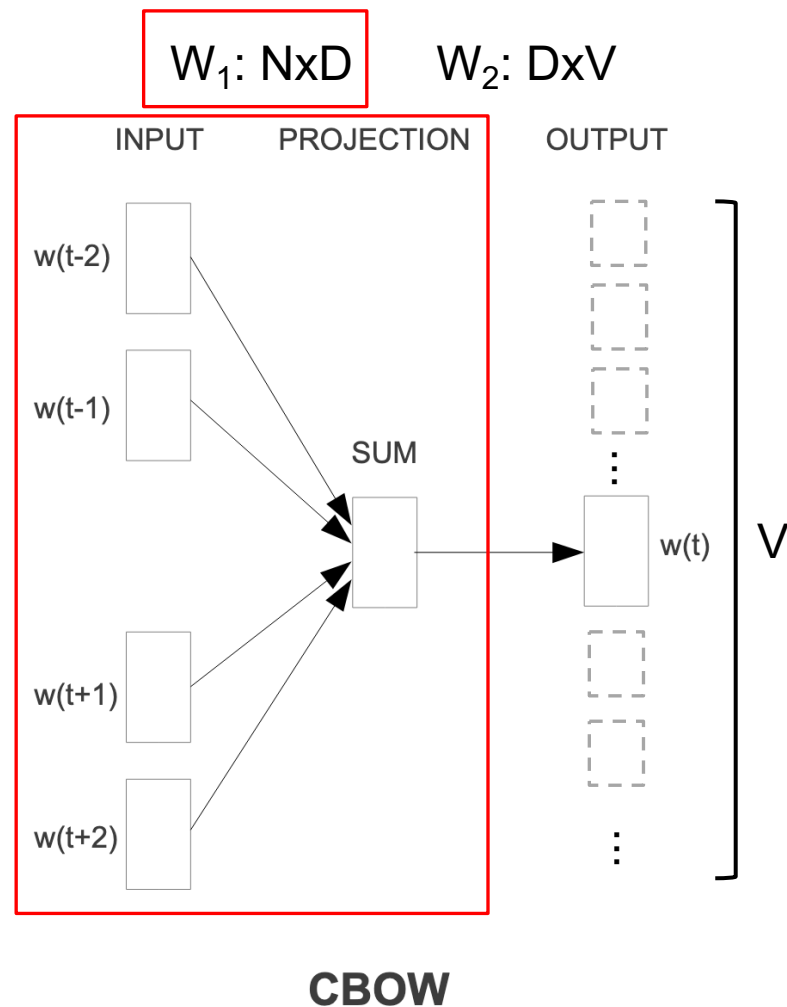 W₁: NxD W₂: DxV
INPUT PROJECTION OUTPUT
w(t-2)
w(t-1)
SUM
⋮
w(t) V
w(t+1)
w(t+2)
⋮
CBOW